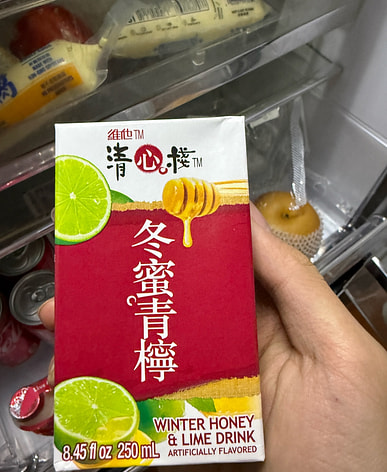 維他TM
清心棧TM
冬蜜青檸
WINTER HONEY
& LIME DRINK
8.45 fl oz 250 mL
ARTIFICIALLY FLAVORED